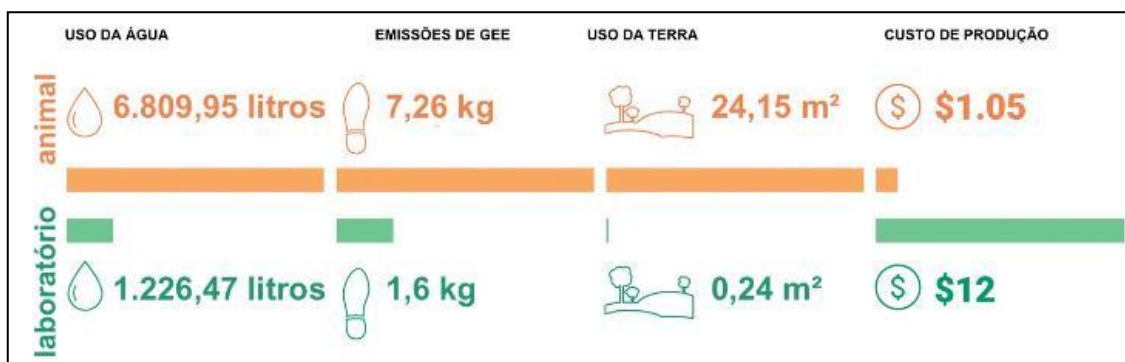 USO DA ÁGUA EMISSÕES DE GEE USO DA TERRA CUSTO DE PRODUÇÃO
animal
6.809,95 litros 7,26 kg 24,15 m² $ $1.05
laboratório
1.226,47 litros 1,6 kg 0,24 m² $ $12